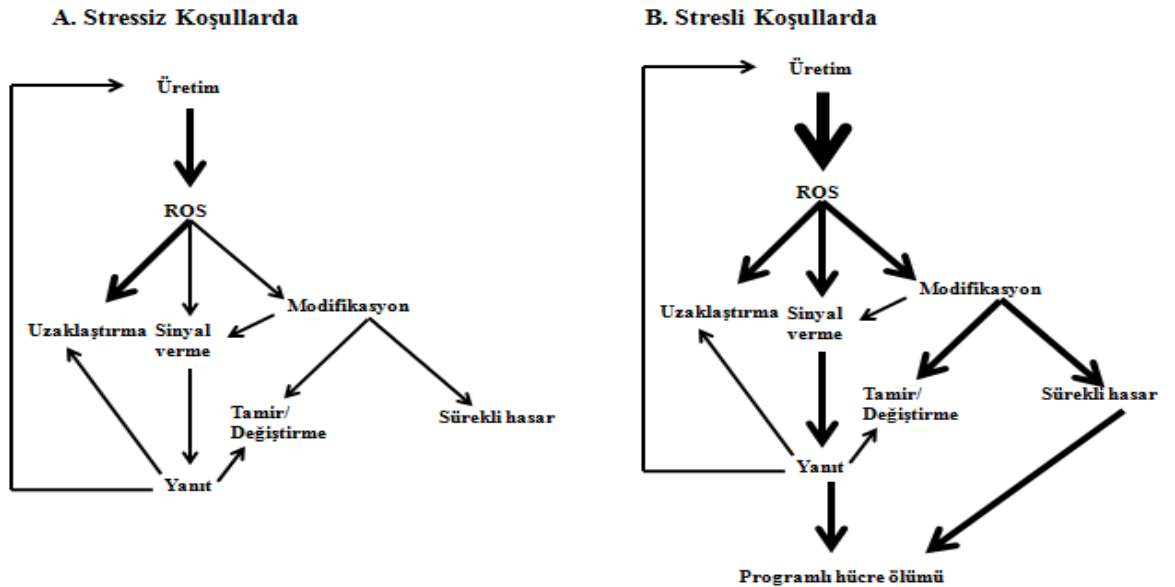 A. Stressiz Koşullarda
Üretim
ROS
Modifikasyon
Uzaklaştırma
Sinyal
verme
Tamir/
Değiştirme
Sürekli hasar
Yanıt
B. Stresli Koşullarda
Üretim
ROS
Modifikasyon
Uzaklaştırma
Sinyal
verme
Tamir/
Değiştirme
Sürekli hasar
Yanıt
Programlı hücre ölümü